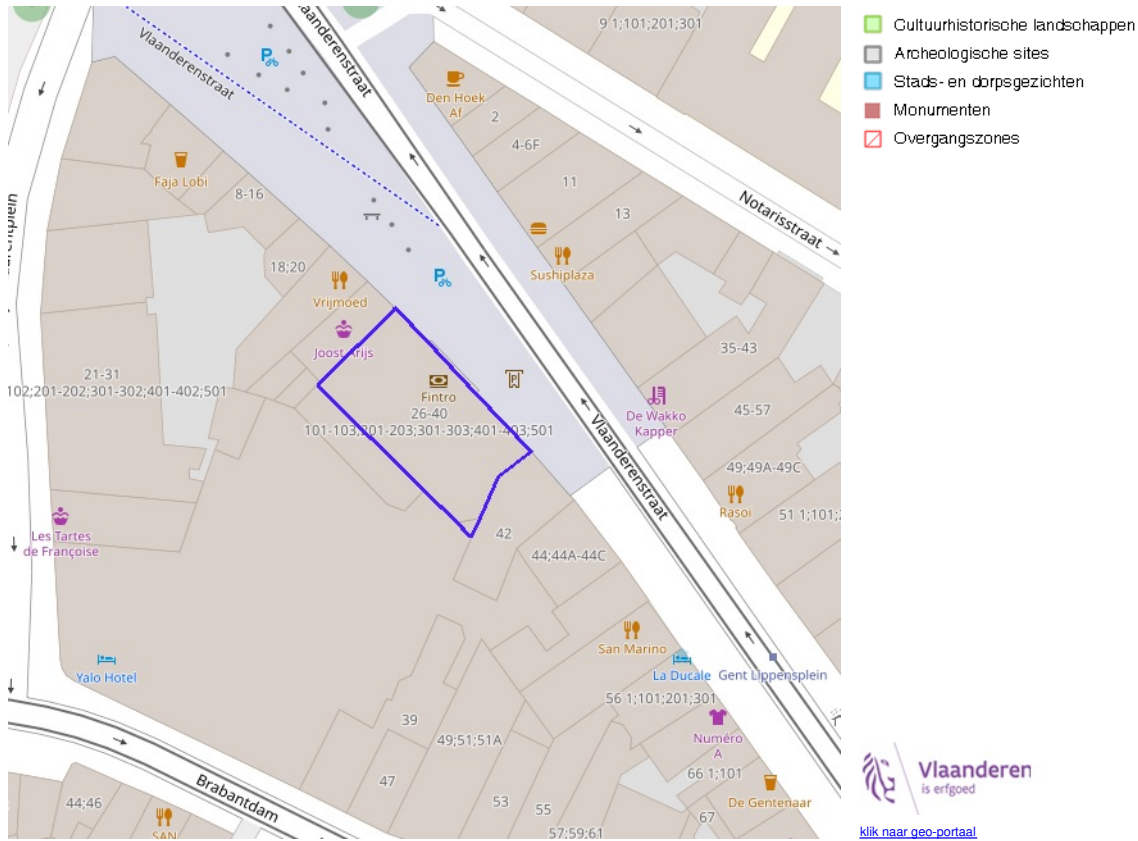 9 1;101;201;301
Vlaanderenstraat
Vlaanderenstraat
Den Hoek
Af
2
4-6F
Faja Lobi
8-16
11
13
Notarisstraat
Sushiplaza
18;20
Vrijmoed
Joost Arijs
35-43
21-31
102;201-202;301-302;401-402;501
Fintro
26-40
101-103;201-203;301-303;401-403;501
De Wakko
Kapper
45-57
Vlaanderenstraat
49;49A-49C
Rasoi
51 1;101;
Les Tartes
de Françoise
42
44;44A-44C
San Marino
Yalo Hotel
La Ducale
Gent Lippensplein
56 1;101;201;301
39
49;51;51A
Numéro
A
47
66 1;101
Brabantdam
44;46
53
55
De Gentenaar
67
57;59;61
SAN
Cultuurhistorische landschappen
Archeologische sites
Stads- en dorpsgezichten
Monumenten
Overgangszones
Vlaanderen
is erfgoed
klik naar geo-portaal